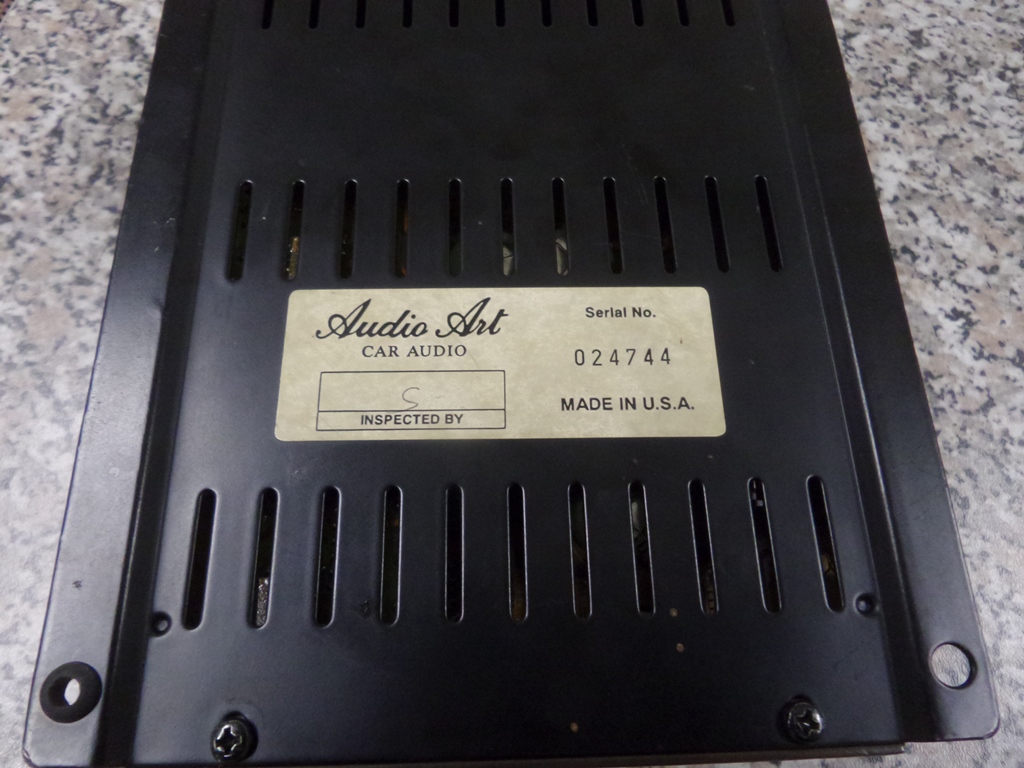 Audio Art
CAR AUDIO
S
INSPECTED BY
Serial No.
024744
MADE IN U.S.A.